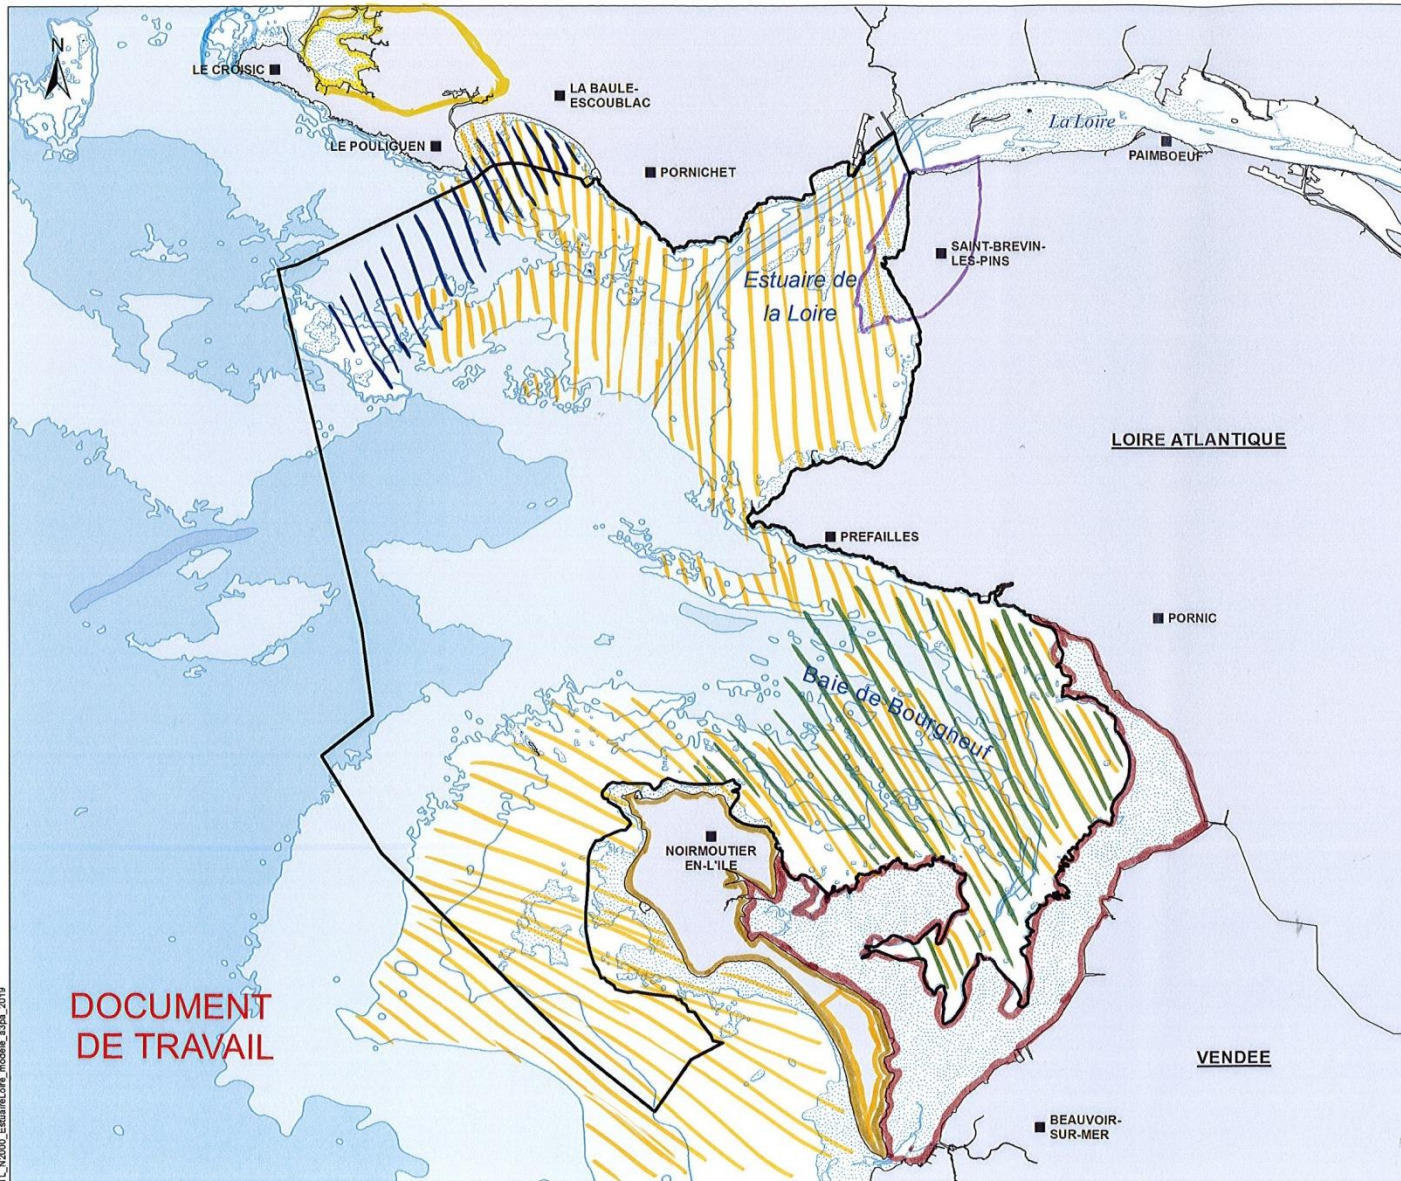 N
LE CROISIC
LA BAULE-
ESCOUBLAC
LE POULIGUEN
PORNICHET
La Loire
PAIMBOEUF
SAINT-BREVIN-
LES-PINS
Estuaire de
la Loire
LOIRE ATLANTIQUE
PREFAILLES
PORNIC
Baie de Bourgneuf
NOIRMOUTIER
EN-L'ILE
DOCUMENT
DE TRAVAIL
VENDEE
BEAUVOIR-
SUR-MER